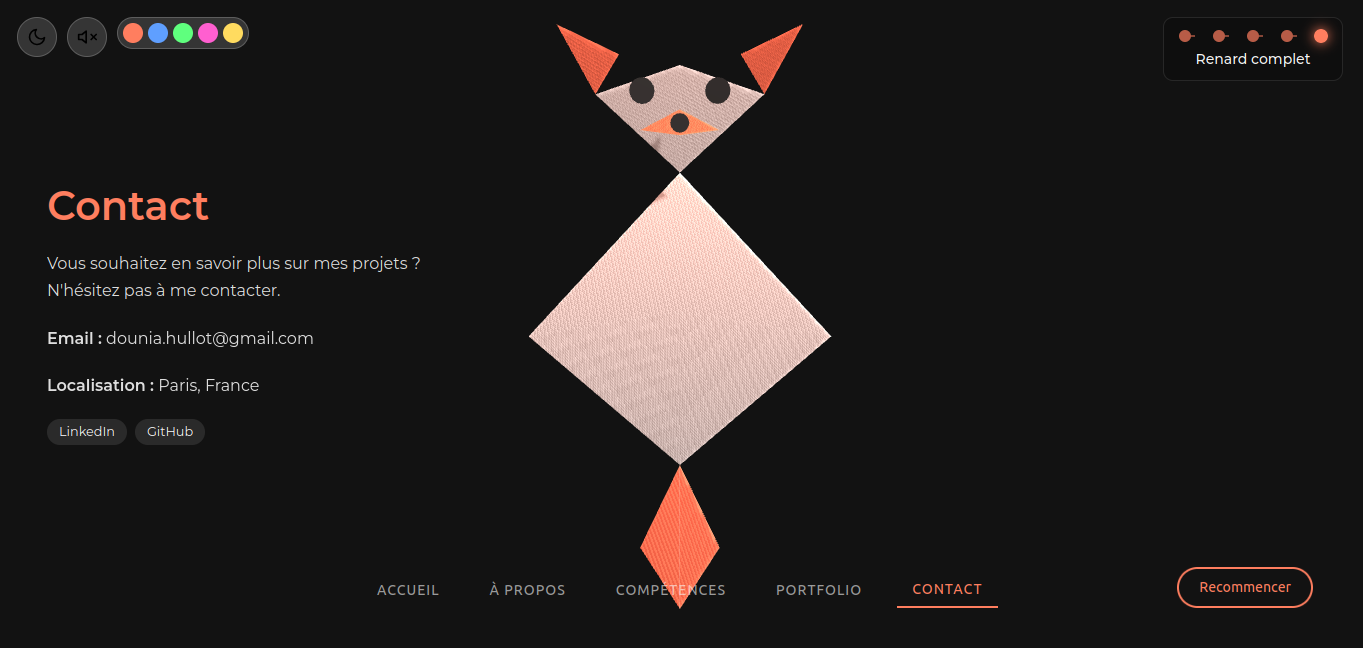 Renard complet
Contact
Vous souhaitez en savoir plus sur mes projets ?
N'hésitez pas à me contacter.
Email : dounia.hullot@gmail.com
Localisation : Paris, France
LinkedIn GitHub
ACCUEIL À PROPOS COMPÉTENCES PORTFOLIO CONTACT
Recommencer